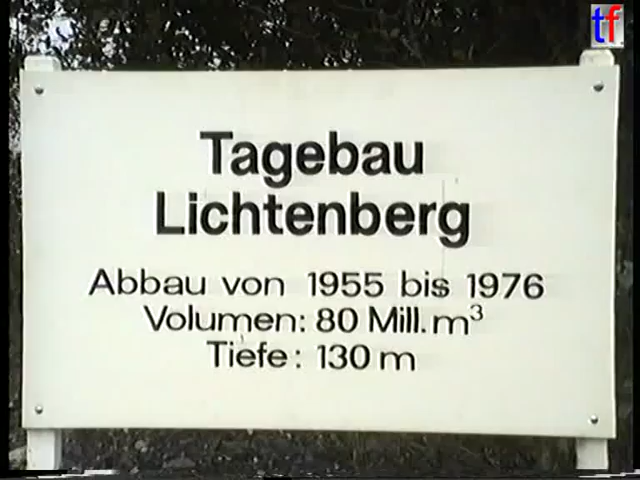 tf
Tagebau
Lichtenberg
Abbau von 1955 bis 1976
Volumen: 80 Mill. m³
Tiefe: 130 m